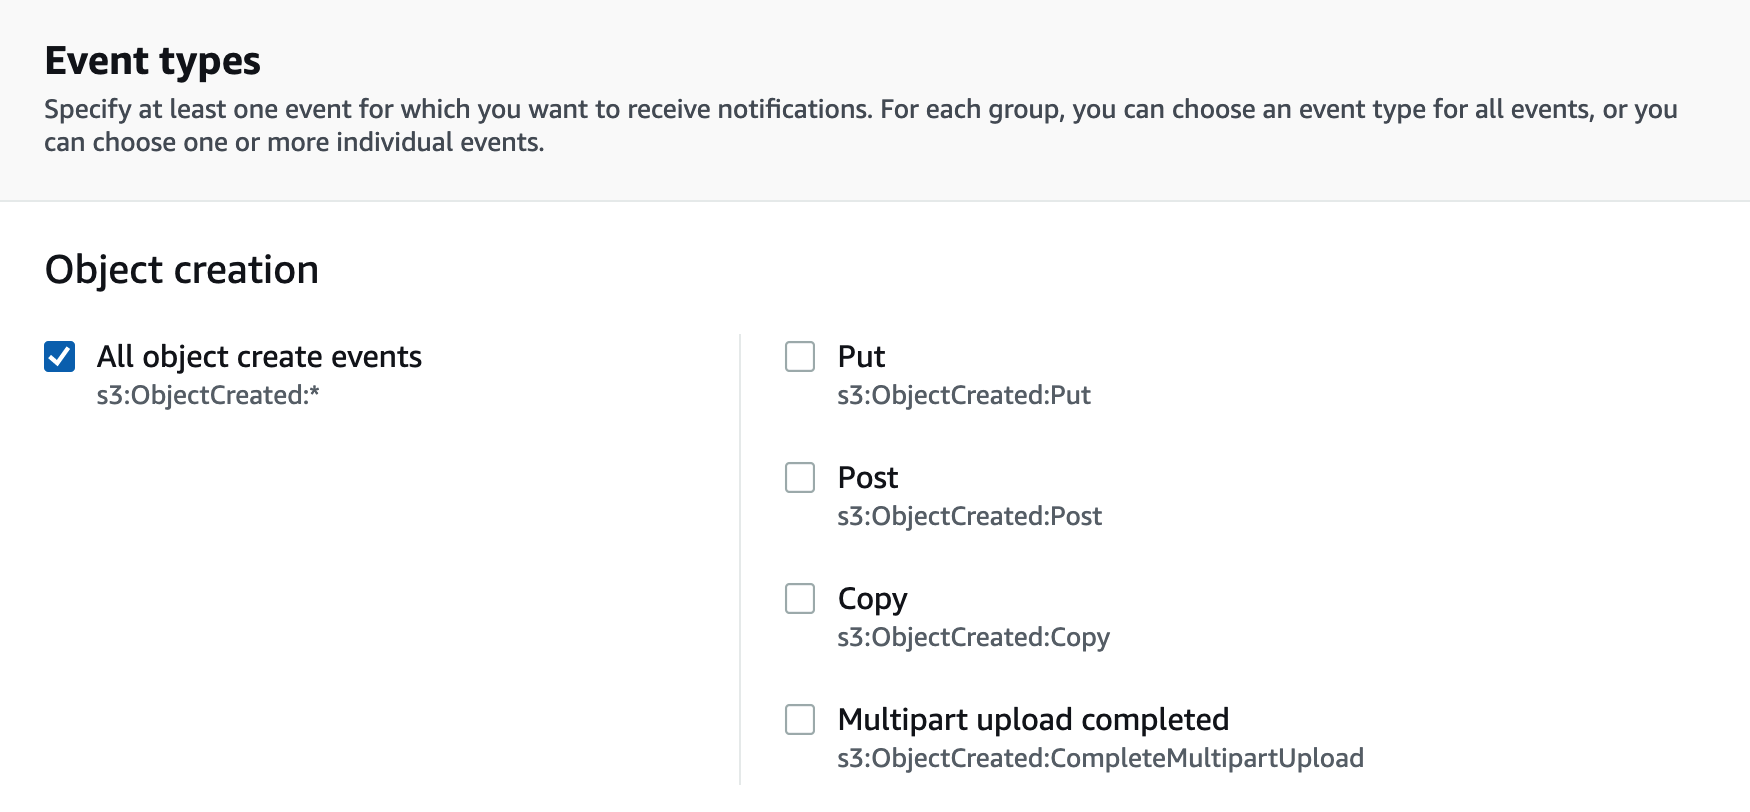 Event types
Specify at least one event for which you want to receive notifications. For each group, you can choose an event type for all events, or you
can choose one or more individual events.
Object creation
All object create events
s3:ObjectCreated:*
Put
s3:ObjectCreated:Put
Post
s3:ObjectCreated:Post
Copy
s3:ObjectCreated:Copy
Multipart upload completed
s3:ObjectCreated:CompleteMultipartUpload